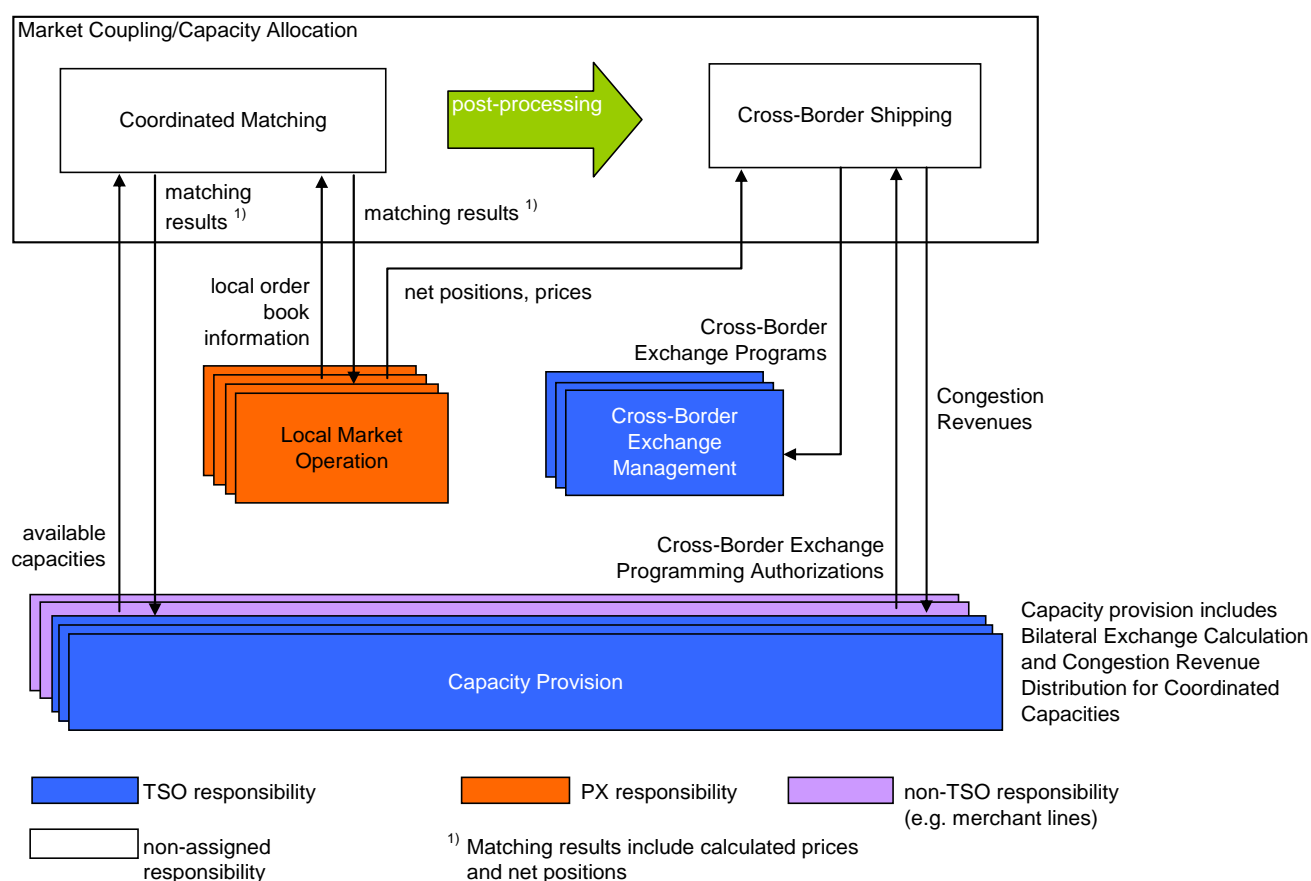 Market Coupling/Capacity Allocation
Coordinated Matching
post-processing
Cross-Border Shipping
matching
results 1)
matching results 1)
local order
book
information
net positions, prices
Cross-Border
Exchange Programs
Congestion
Revenues
Local Market
Operation
Cross-Border
Exchange
Management
available
capacities
Cross-Border Exchange
Programming Authorizations
Capacity Provision
Capacity provision includes
Bilateral Exchange Calculation
and Congestion Revenue
Distribution for Coordinated
Capacities
TSO responsibility
PX responsibility
non-TSO responsibility
(e.g. merchant lines)
non-assigned
responsibility
1) Matching results include calculated prices
and net positions